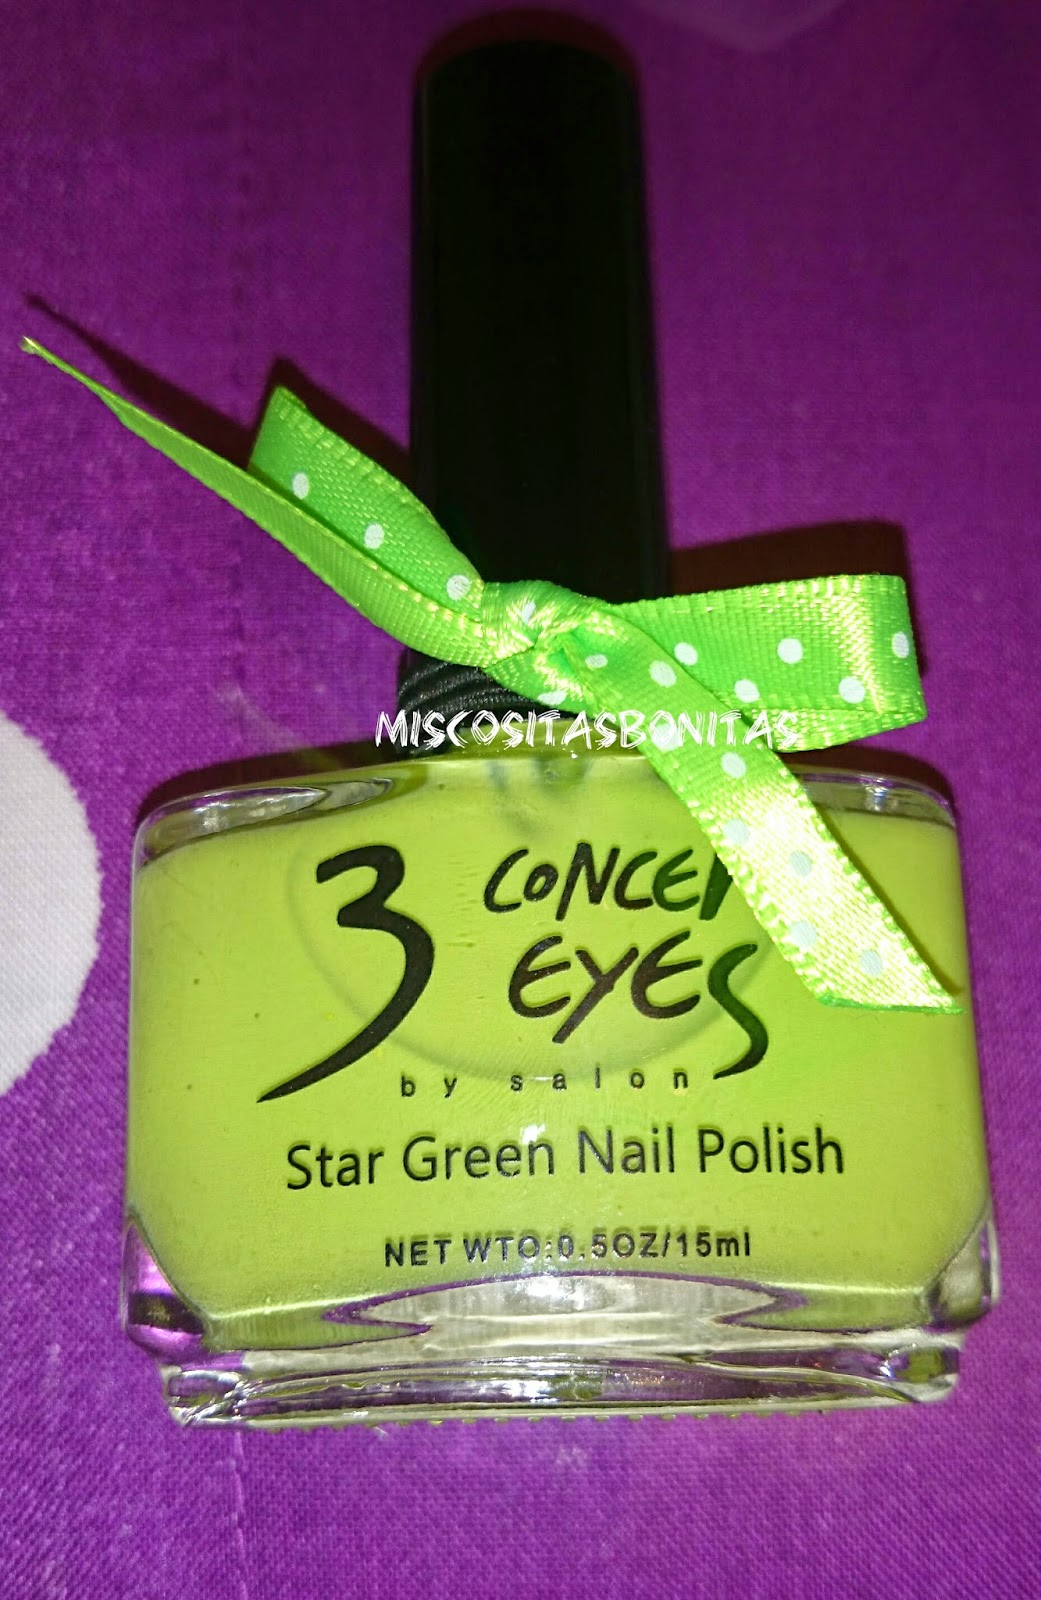 MISCOSITASBONITAS
3 CONCEP
EYES
by salon
Star Green Nail Polish
NET WTO:0.5OZ/15ml